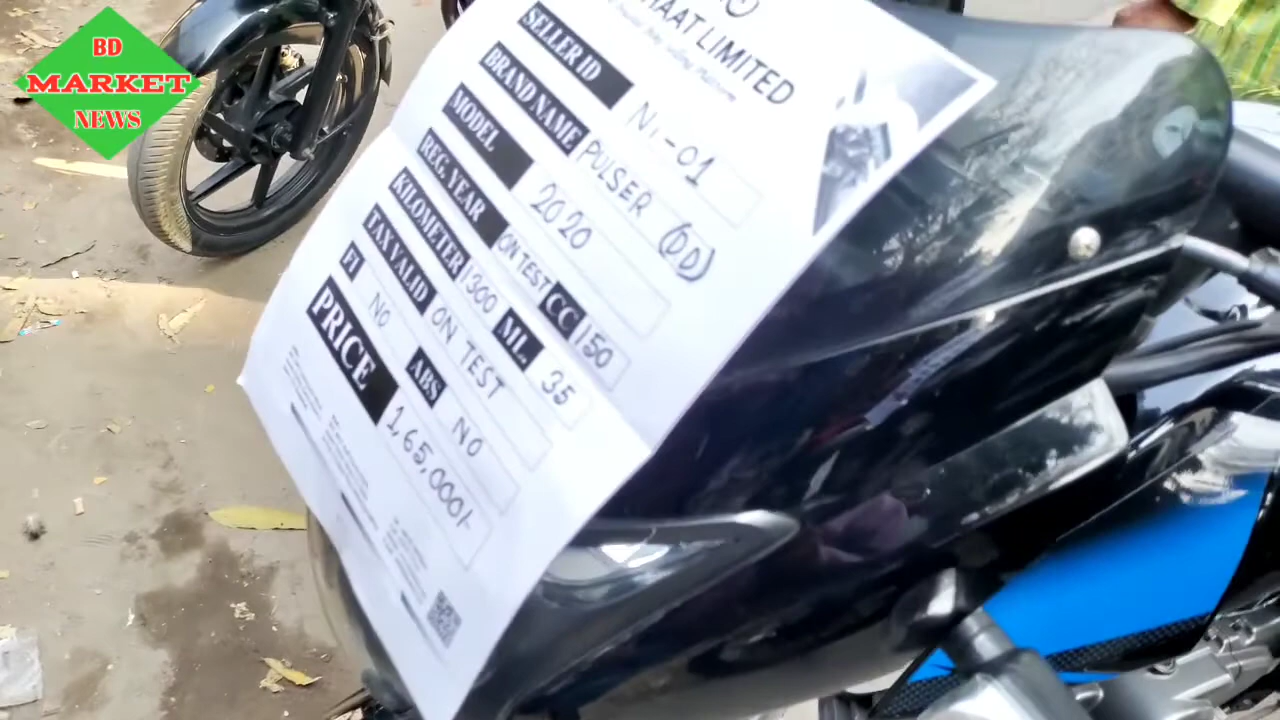 BD
MARKET
NEWS
HAAT LIMITED
SELLER ID N1-01
BRAND NAME PULSER (DD)
MODEL 2020
REG. YEAR ON TEST CC 150
KILOMETER 1300 ML. 35
TAX VALID ON TEST
FI NO ABS NO
PRICE 1,65,000/-